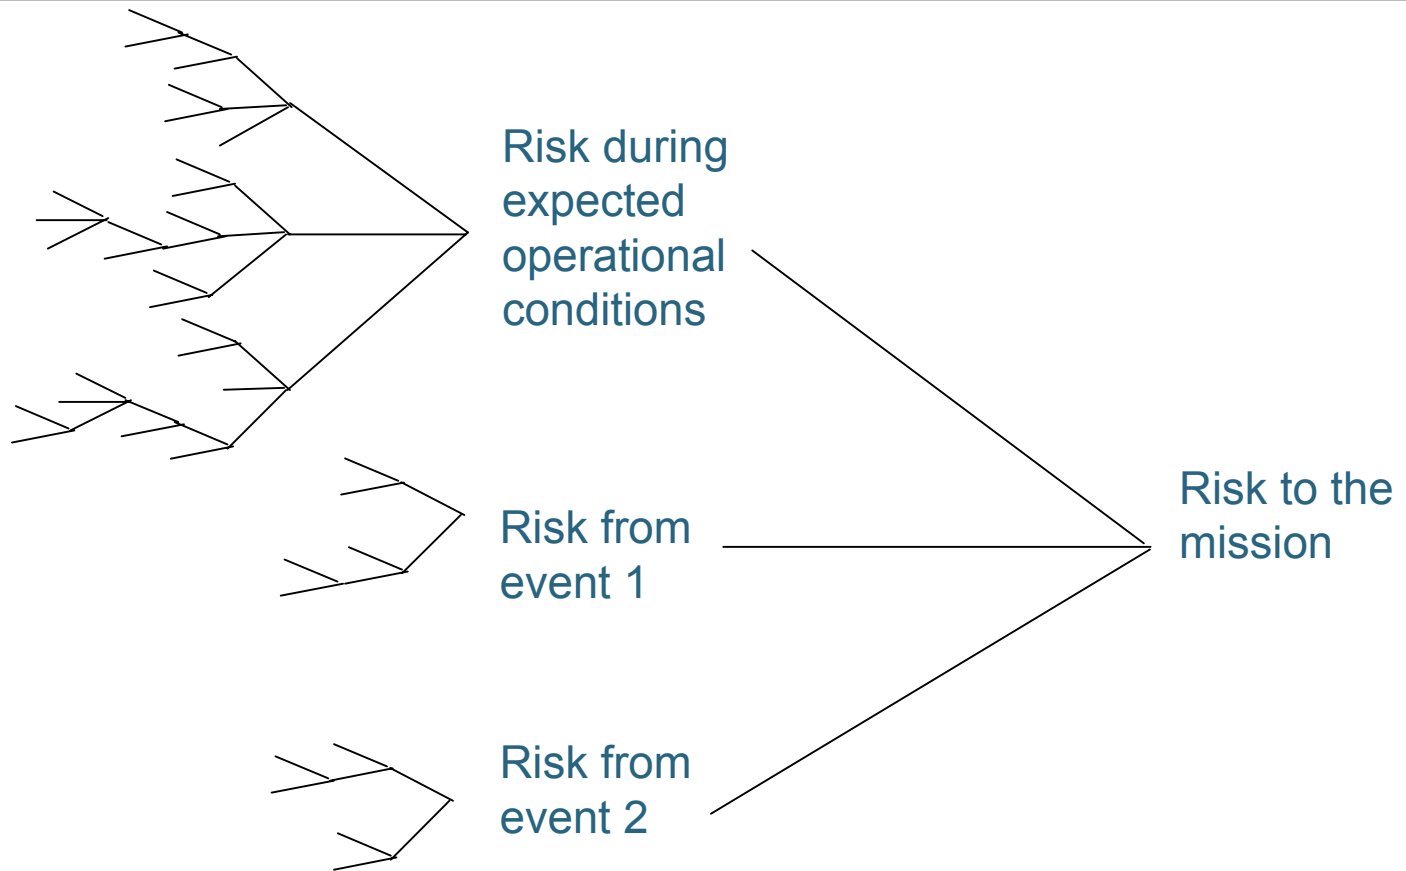 Risk during
expected
operational
conditions
Risk to the
mission
Risk from
event 1
Risk from
event 2